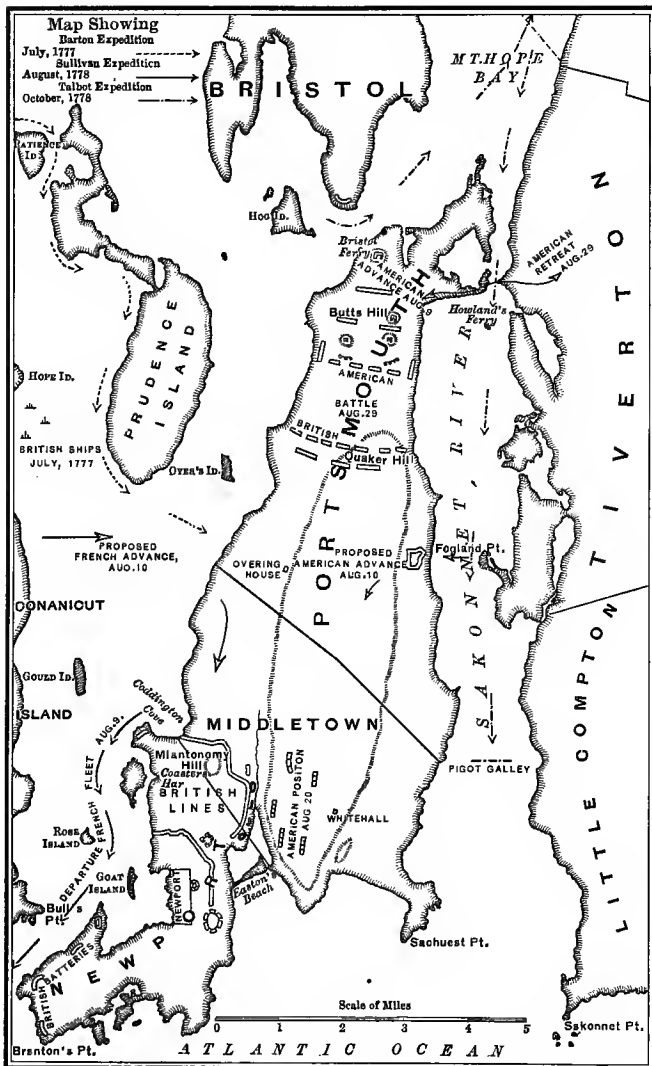 Map Showing
Barton Expedition
July, 1777
Sullivan Expedition
August, 1778
Talbot Expedition
October, 1778
BRISTOL
MT. HOPE
BAY
PATIENCE
ID.
HOG ID.
Bristol
Ferry
AMERICAN
ADVANCE AUG. 9
AMERICAN
RETREAT
AUG. 29
Howland's
Ferry
Butts Hill
PRUDENCE
ISLAND
HOPE ID.
BRITISH SHIPS
JULY, 1777
AMERICAN
BATTLE
AUG. 29
BRITISH
Quaker Hill
DYER'S ID.
PORTSMOUTH
TIVERTON
SAKONNET, RIVER
PROPOSED
FRENCH ADVANCE,
AUG. 10
OVERING
HOUSE
PROPOSED
AMERICAN ADVANCE
AUG. 10
Fogland Pt.
CONANICUT
ISLAND
GOULD ID.
Coddington
Cove
MIDDLETOWN
Miantonomy
Hill
Coasters
Har
BRITISH
LINES
AMERICAN POSITON
AUG 20
WHITEHALL
PIGOT GALLEY
LITTLE COMPTON
DEPARTURE FRENCH FLEET AUG. 9.
ROSE
ISLAND
GOAT
ISLAND
Bull's
Pt.
NEWPORT
Easton's
Beach
Sachuest Pt.
BRITISH BATTERIES
NEWPORT
Scale of Miles
0 1 2 3 4 5
Brenton's Pt.
Sakonnet Pt.
ATLANTIC OCEAN